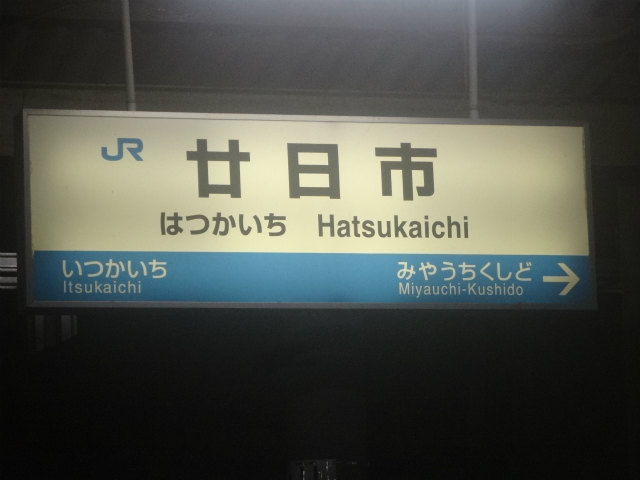 JR 廿日市
はつかいち Hatsukaichi
いつかいち みやうちくしど →
Itsukaichi Miyauchi-Kushido